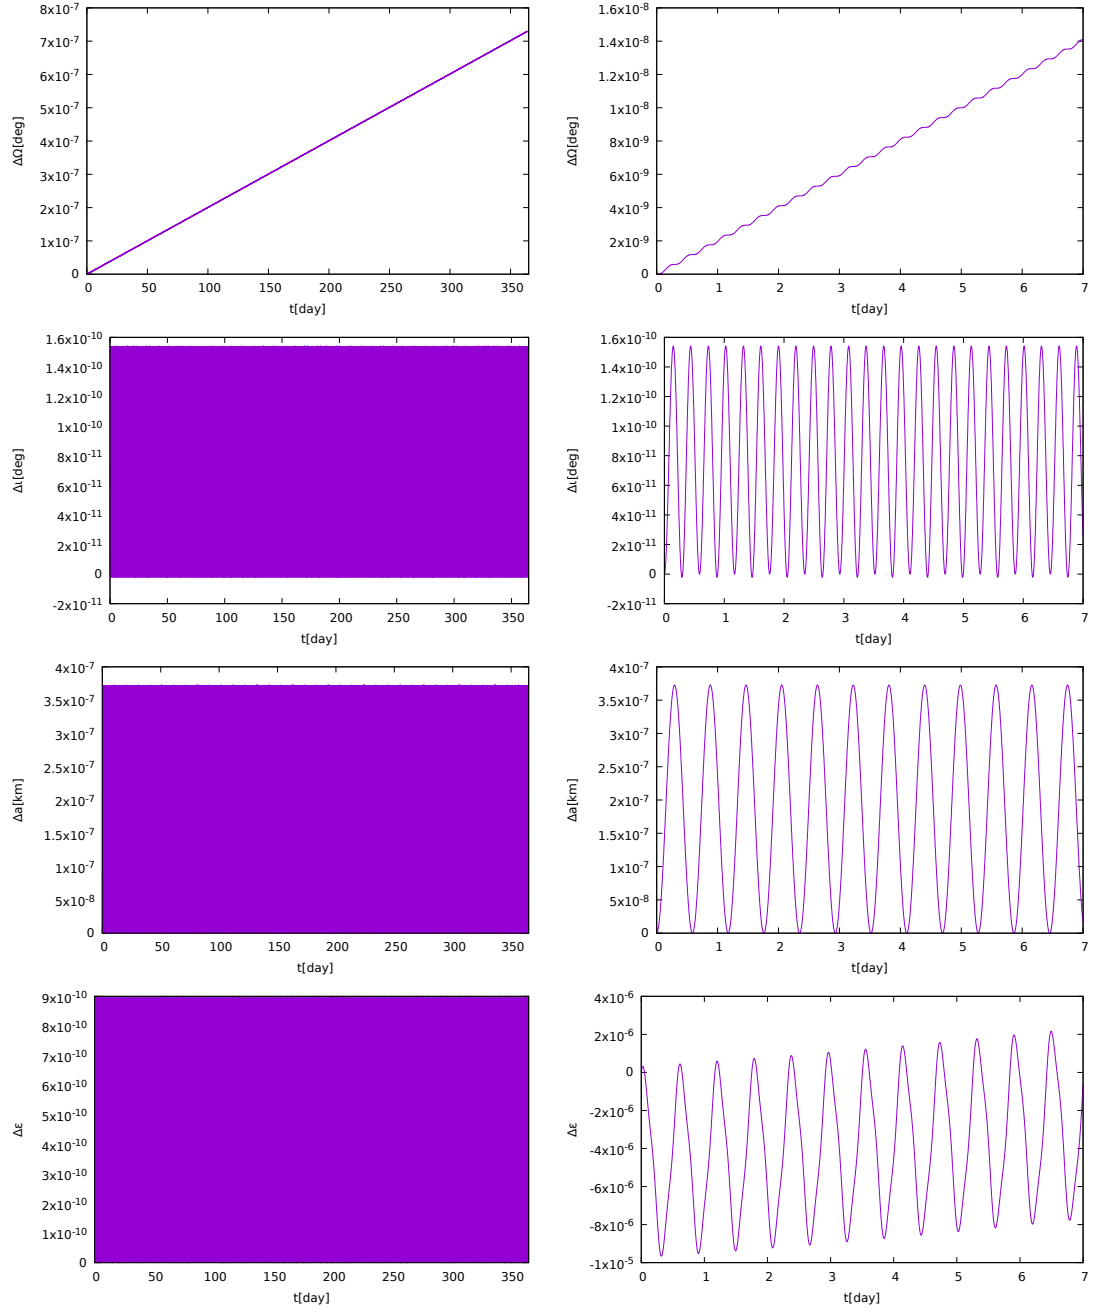 8x10⁻⁷
7x10⁻⁷
6x10⁻⁷
5x10⁻⁷
4x10⁻⁷
3x10⁻⁷
2x10⁻⁷
1x10⁻⁷
0
ΔΩ[deg]
0 50 100 150 200 250 300 350
t[day]
1.6x10⁻⁸
1.4x10⁻⁸
1.2x10⁻⁸
1x10⁻⁸
8x10⁻⁹
6x10⁻⁹
4x10⁻⁹
2x10⁻⁹
0
ΔΩ[deg]
0 1 2 3 4 5 6 7
t[day]
1.6x10⁻¹⁰
1.4x10⁻¹⁰
1.2x10⁻¹⁰
1x10⁻¹⁰
8x10⁻¹¹
6x10⁻¹¹
4x10⁻¹¹
2x10⁻¹¹
0
-2x10⁻¹¹
Δι[deg]
0 50 100 150 200 250 300 350
t[day]
1.6x10⁻¹⁰
1.4x10⁻¹⁰
1.2x10⁻¹⁰
1x10⁻¹⁰
8x10⁻¹¹
6x10⁻¹¹
4x10⁻¹¹
2x10⁻¹¹
0
-2x10⁻¹¹
Δι[deg]
0 1 2 3 4 5 6 7
t[day]
4x10⁻⁷
3.5x10⁻⁷
3x10⁻⁷
2.5x10⁻⁷
2x10⁻⁷
1.5x10⁻⁷
1x10⁻⁷
5x10⁻⁸
0
Δa[km]
0 50 100 150 200 250 300 350
t[day]
4x10⁻⁷
3.5x10⁻⁷
3x10⁻⁷
2.5x10⁻⁷
2x10⁻⁷
1.5x10⁻⁷
1x10⁻⁷
5x10⁻⁸
0
Δa[km]
0 1 2 3 4 5 6 7
t[day]
9x10⁻¹⁰
8x10⁻¹⁰
7x10⁻¹⁰
6x10⁻¹⁰
5x10⁻¹⁰
4x10⁻¹⁰
3x10⁻¹⁰
2x10⁻¹⁰
1x10⁻¹⁰
0
Δε
0 50 100 150 200 250 300 350
t[day]
4x10⁻⁶
2x10⁻⁶
0
-2x10⁻⁶
-4x10⁻⁶
-6x10⁻⁶
-8x10⁻⁶
-1x10⁻⁵
Δε
0 1 2 3 4 5 6 7
t[day]